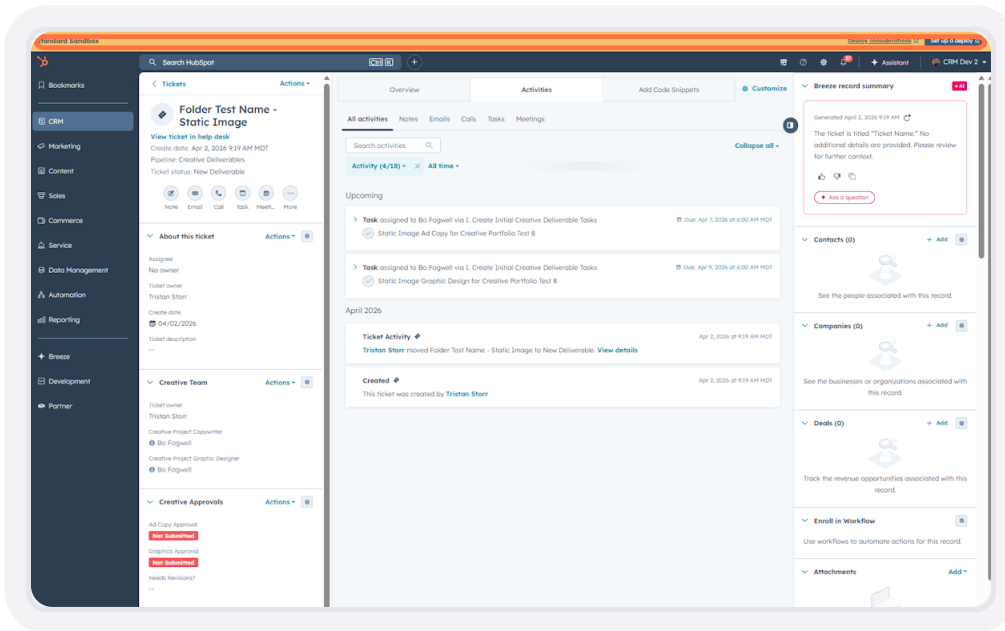 Standard Sandbox
Deploy considerations
Set up a deploy
Search HubSpot
Ctrl K
Assistant
CRM Dev 2
Bookmarks
CRM
Marketing
Content
Sales
Commerce
Service
Data Management
Automation
Reporting
Breeze
Development
Partner
Tickets
Actions
Folder Test Name -
Static Image
View ticket in help desk
Create date: Apr 2, 2026 9:19 AM MDT
Pipeline: Creative Deliverables
Ticket status: New Deliverable
Note
Email
Call
Task
Meeti...
More
About this ticket
Actions
Assignee
No owner
Ticket owner
Tristan Storr
Create date
04/02/2026
Ticket description
--
Creative Team
Actions
Ticket owner
Tristan Storr
Creative Project Copywriter
Bo Fogwell
Creative Project Graphic Designer
Bo Fogwell
Creative Approvals
Actions
Ad Copy Approval
Not Submitted
Graphics Approval
Not Submitted
Needs Revisions?
--
Overview
Activities
Add Code Snippets
Customize
All activities
Notes
Emails
Calls
Tasks
Meetings
Search activities
Collapse all
Activity (4/18)
All time
Upcoming
Task assigned to Bo Fogwell via 1. Create Initial Creative Deliverable Tasks
Due: Apr 7, 2026 at 6:00 AM MDT
Static Image Ad Copy for Creative Portfolio Test 8
Task assigned to Bo Fogwell via 1. Create Initial Creative Deliverable Tasks
Due: Apr 9, 2026 at 6:00 AM MDT
Static Image Graphic Design for Creative Portfolio Test 8
April 2026
Ticket Activity
Apr 2, 2026 at 9:19 AM MDT
Tristan Storr moved Folder Test Name - Static Image to New Deliverable. View details
Created
Apr 2, 2026 at 9:19 AM MDT
This ticket was created by Tristan Storr
Breeze record summary
AI
Generated April 2, 2026 9:19 AM
The ticket is titled "Ticket Name." No
additional details are provided. Please review
for further context.
Ask a question
Contacts (0)
+ Add
See the people associated with this record.
Companies (0)
+ Add
See the businesses or organizations associated with
this record.
Deals (0)
+ Add
Track the revenue opportunities associated with this
record.
Enroll in Workflow
Use workflows to automate actions for this record.
Attachments
Add